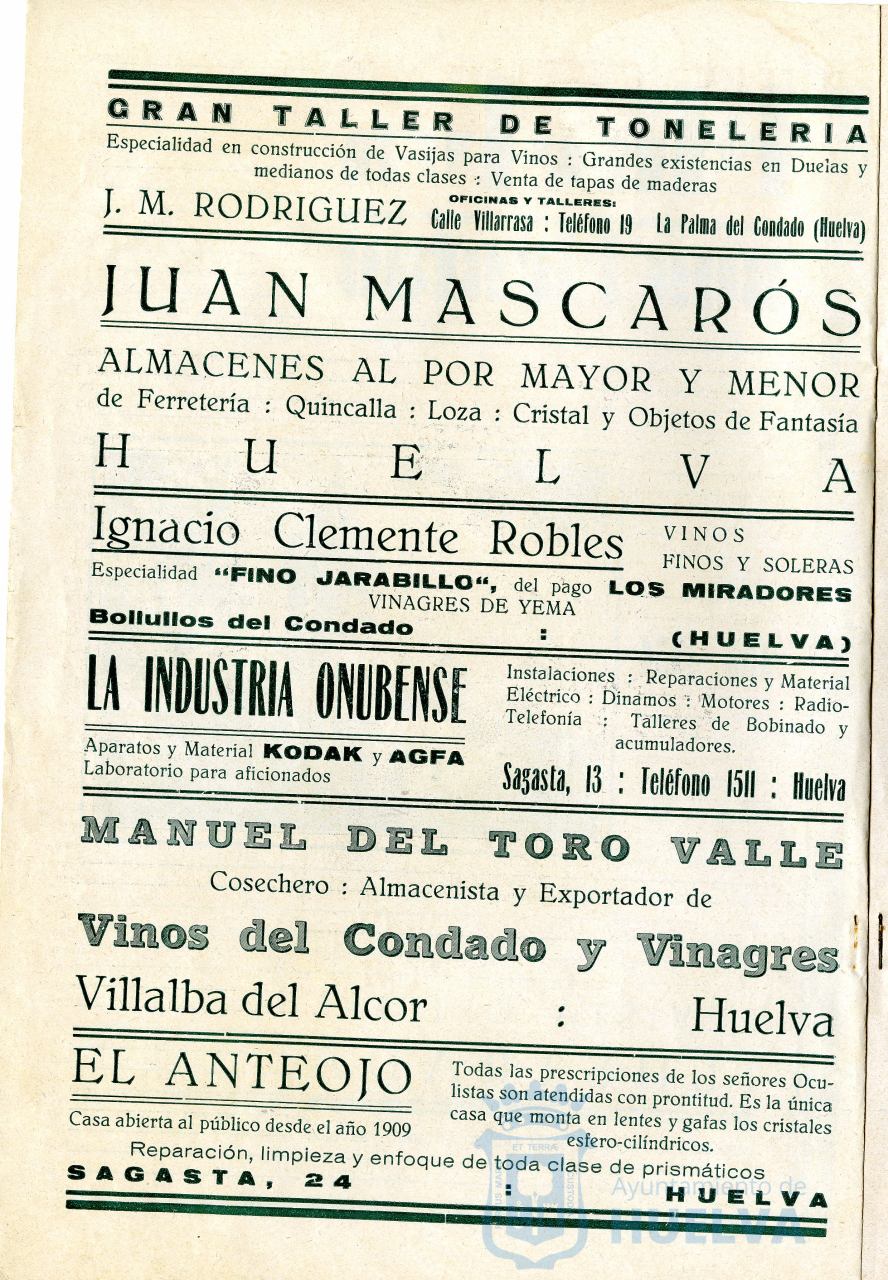 GRAN TALLER DE TONELERIA
Especialidad en construcción de Vasijas para Vinos : Grandes existencias en Duelas y
medianos de todas clases : Venta de tapas de maderas
J. M. RODRIGUEZ
OFICINAS Y TALLERES:
Calle Villarrasa : Teléfono 19 La Palma del Condado (Huelva)
JUAN MASCARÓS
ALMACENES AL POR MAYOR Y MENOR
de Ferretería : Quincalla : Loza : Cristal y Objetos de Fantasía
HUELVA
Ignacio Clemente Robles
VINOS
FINOS Y SOLERAS
Especialidad "FINO JARABILLO", del pago LOS MIRADORES
VINAGRES DE YEMA
Bollullos del Condado : (HUELVA)
LA INDUSTRIA ONUBENSE
Aparatos y Material KODAK y AGFA
Laboratorio para aficionados
Instalaciones : Reparaciones y Material
Eléctrico : Dinamos : Motores : Radio-
Telefonía : Talleres de Bobinado y
acumuladores.
Sagasta, 13 : Teléfono 1511 : Huelva
MANUEL DEL TORO VALLE
Cosechero : Almacenista y Exportador de
Vinos del Condado y Vinagres
Villalba del Alcor : Huelva
EL ANTEOJO
Casa abierta al público desde el año 1909
Todas las prescripciones de los señores Ocu-
listas son atendidas con prontitud. Es la única
casa que monta en lentes y gafas los cristales
esfero-cilíndricos.
Reparación, limpieza y enfoque de toda clase de prismáticos
SAGASTA, 24 : HUELVA
Ayuntamiento de
HUELVA
ET TERRÆ